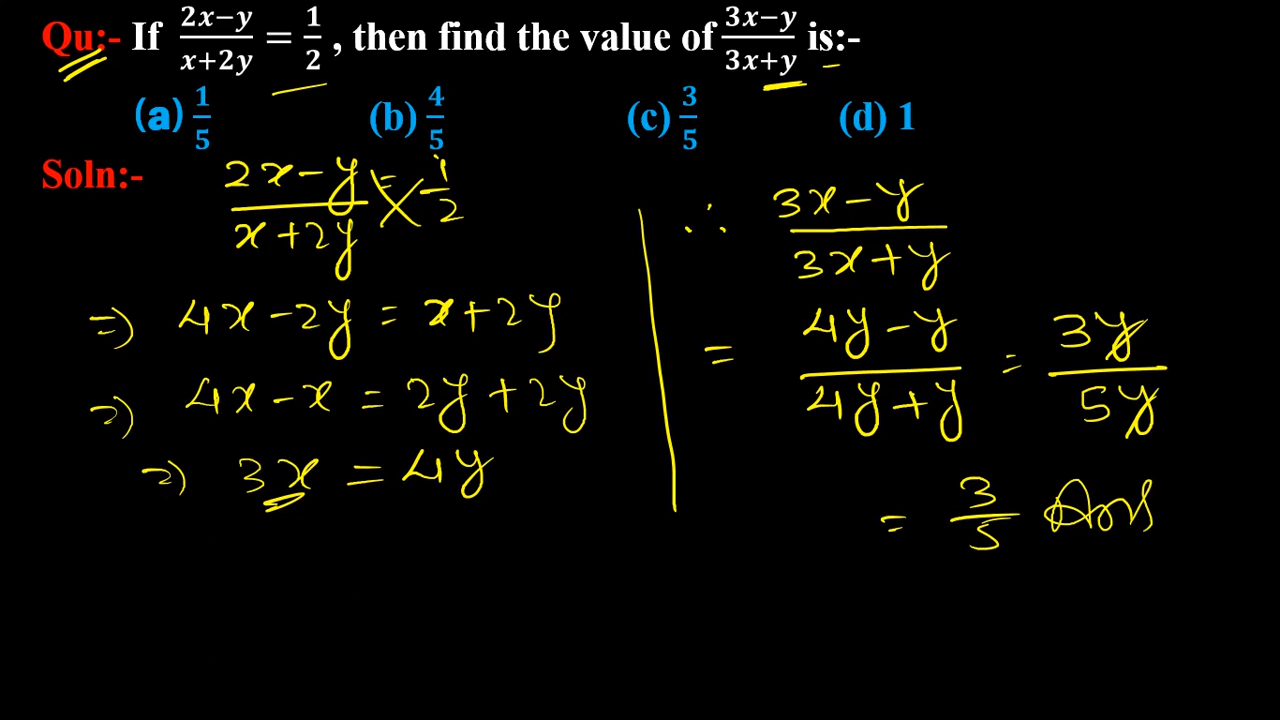 Qu:- If (2x−y)/(x+2y) = 1/2 , then find the value of (3x−y)/(3x+y) is:-
(a) 1/5 (b) 4/5 (c) 3/5 (d) 1
Soln:-
(2x−y)/(x+2y) = 1/2
⇒) 4x−2y = x+2y
⇒) 4x−x = 2y+2y
⇒) 3x = 4y
∴ (3x−y)/(3x+y)
= (4y−y)/(4y+y) = 3y/5y
= 3/5 Ans